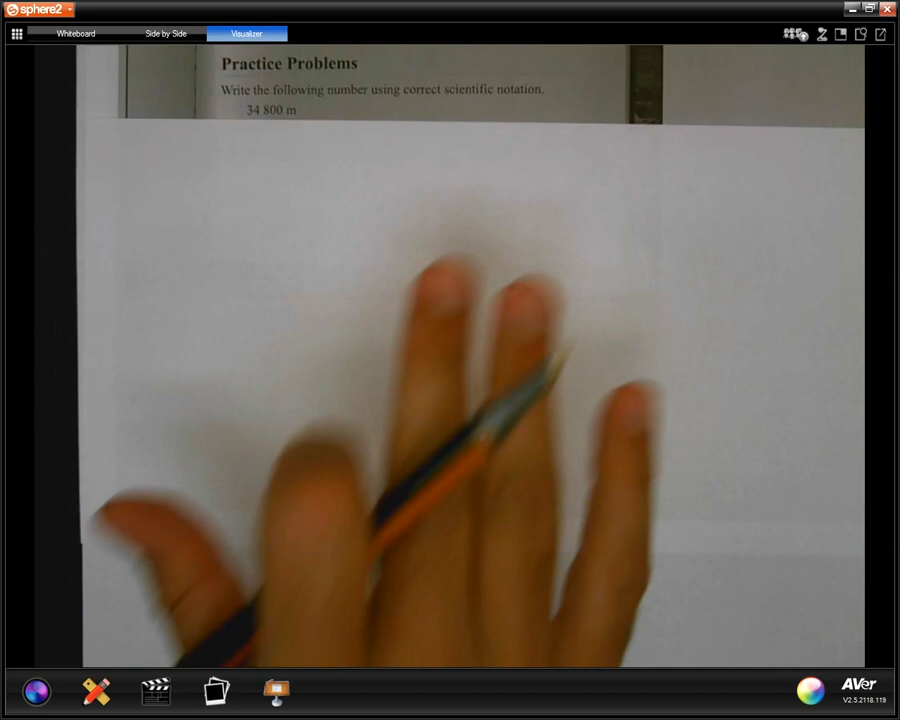 sphere2
Whiteboard
Side by Side
Visualizer
Practice Problems
Write the following number using correct scientific notation.
34 800 m
AVer
V2.5.2118.119